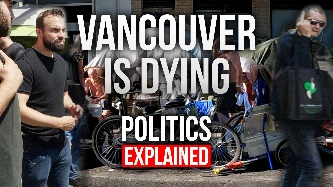 VANCOUVER
IS DYING
POLITICS
EXPLAINED